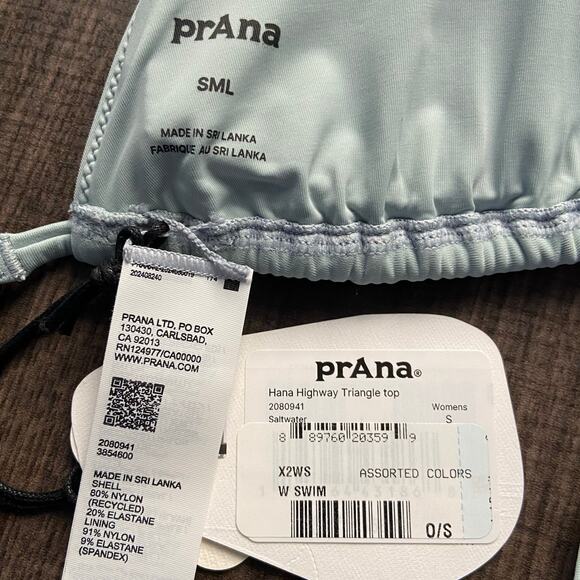 prAna
SML
MADE IN SRI LANKA
FABRIQUE AU SRI LANKA
202408240
PRANA LTD, PO BOX
130430, CARLSBAD,
CA 92013
RN124977/CA00000
WWW.PRANA.COM
2080941
3854600
MADE IN SRI LANKA
SHELL
80% NYLON
(RECYCLED)
20% ELASTANE
LINING
91% NYLON
9% ELASTANE
(SPANDEX)
prAna®
Hana Highway Triangle top
2080941 Womens
Saltwater S
8 89760 20359 9
X2WS ASSORTED COLORS
W SWIM
O/S